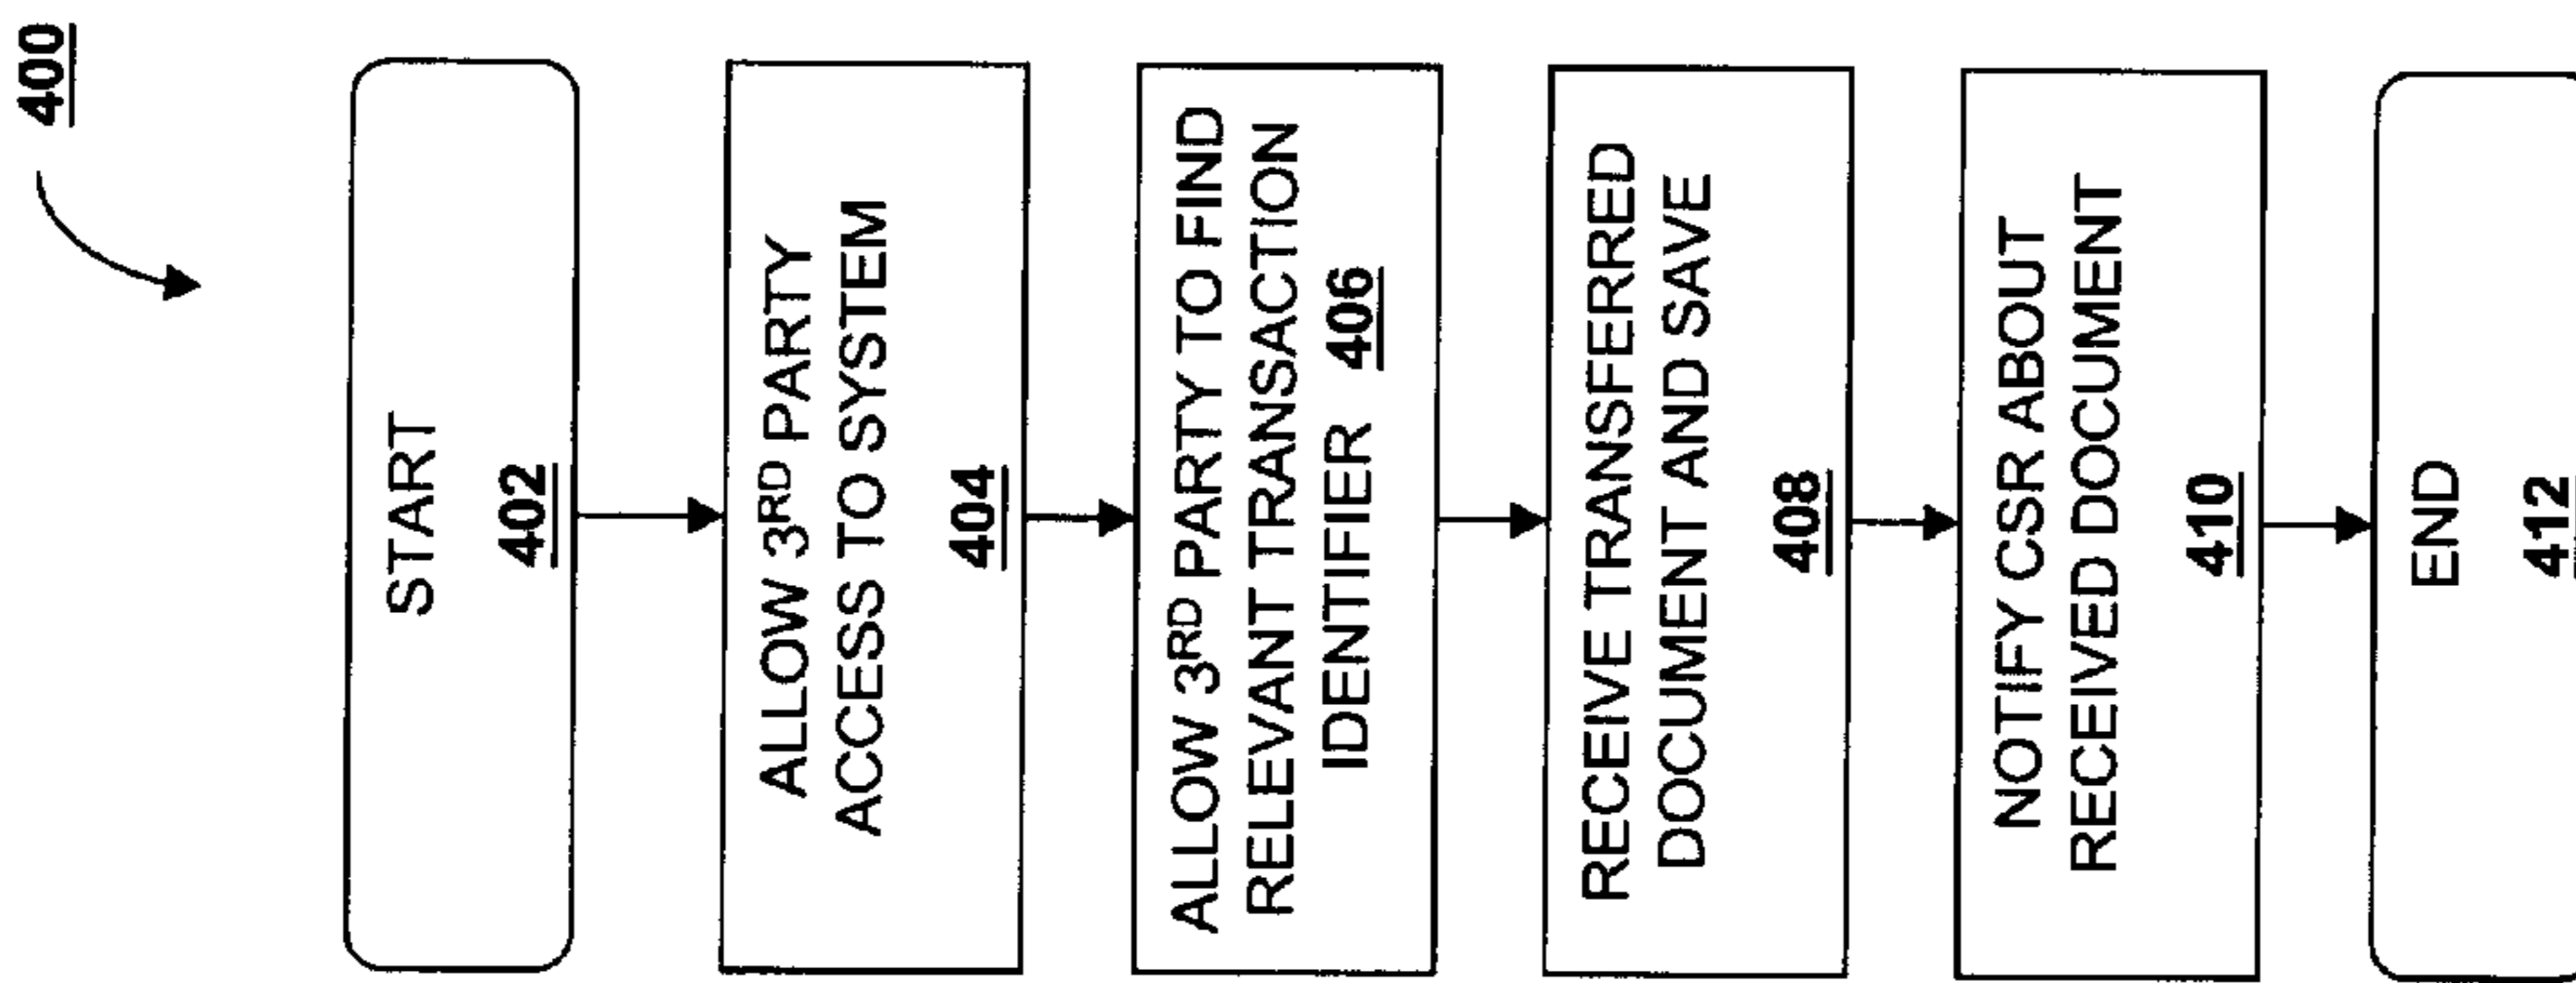 400
START
402
ALLOW 3RD PARTY
ACCESS TO SYSTEM
404
ALLOW 3RD PARTY TO FIND
RELEVANT TRANSACTION
IDENTIFIER 406
RECEIVE TRANSFERRED
DOCUMENT AND SAVE
408
NOTIFY CSR ABOUT
RECEIVED DOCUMENT
410
END
412